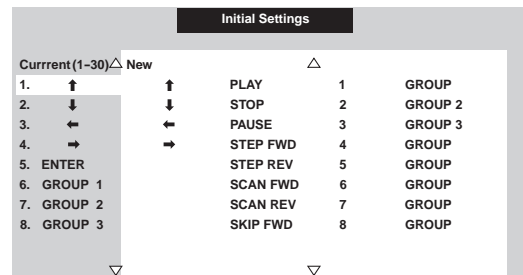 Initial Settings
Currrent (1-30) △ New △
1. ↑ ↑ PLAY 1 GROUP
2. ↓ ↓ STOP 2 GROUP 2
3. ← ← PAUSE 3 GROUP 3
4. → → STEP FWD 4 GROUP
5. ENTER STEP REV 5 GROUP
6. GROUP 1 SCAN FWD 6 GROUP
7. GROUP 2 SCAN REV 7 GROUP
8. GROUP 3 SKIP FWD 8 GROUP
▽ ▽